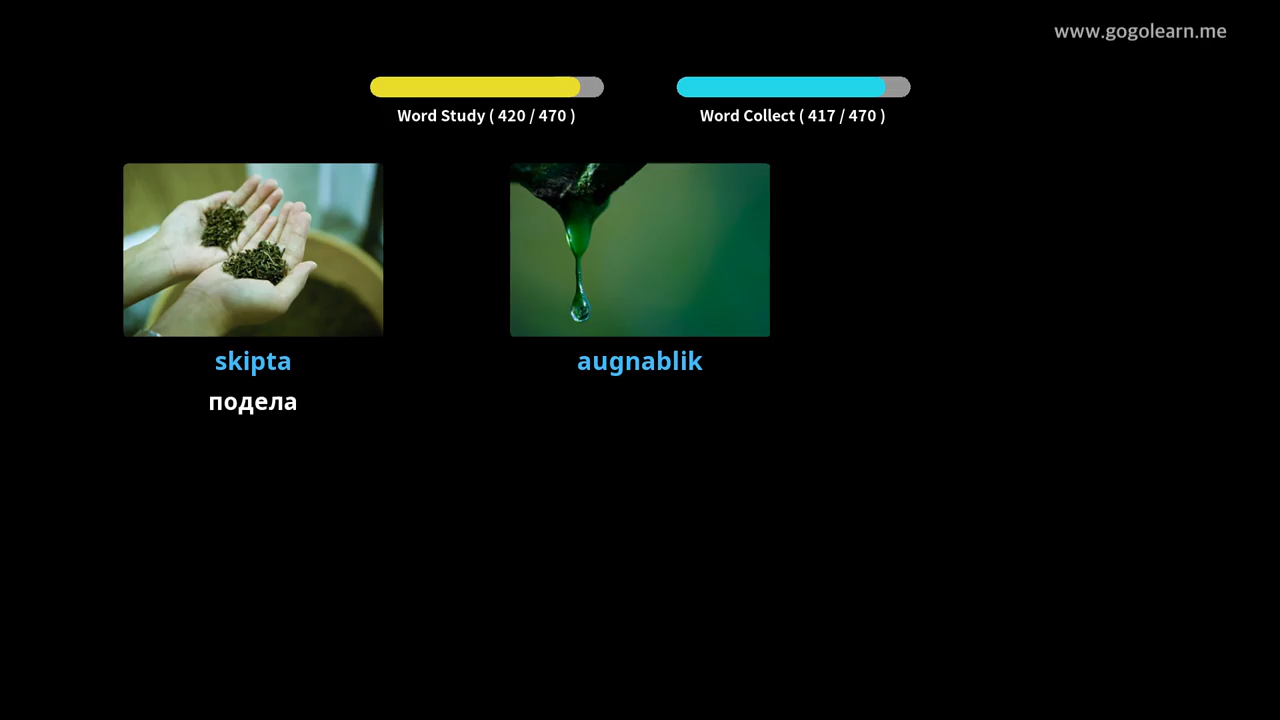 www.gogolearn.me
Word Study ( 420 / 470 )
Word Collect ( 417 / 470 )
skipta
подела
augnablik